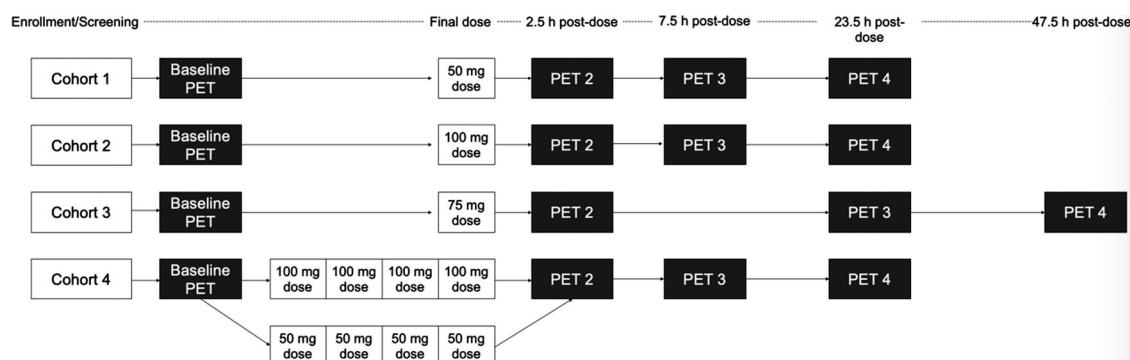 Enrollment/Screening Final dose 2.5 h post-dose 7.5 h post-dose 23.5 h post- 47.5 h post-dose
dose
Cohort 1 Baseline PET 50 mg dose PET 2 PET 3 PET 4
Cohort 2 Baseline PET 100 mg dose PET 2 PET 3 PET 4
Cohort 3 Baseline PET 75 mg dose PET 2 PET 3 PET 4
Cohort 4 Baseline PET 100 mg dose 100 mg dose 100 mg dose 100 mg dose PET 2 PET 3 PET 4
50 mg dose 50 mg dose 50 mg dose 50 mg dose